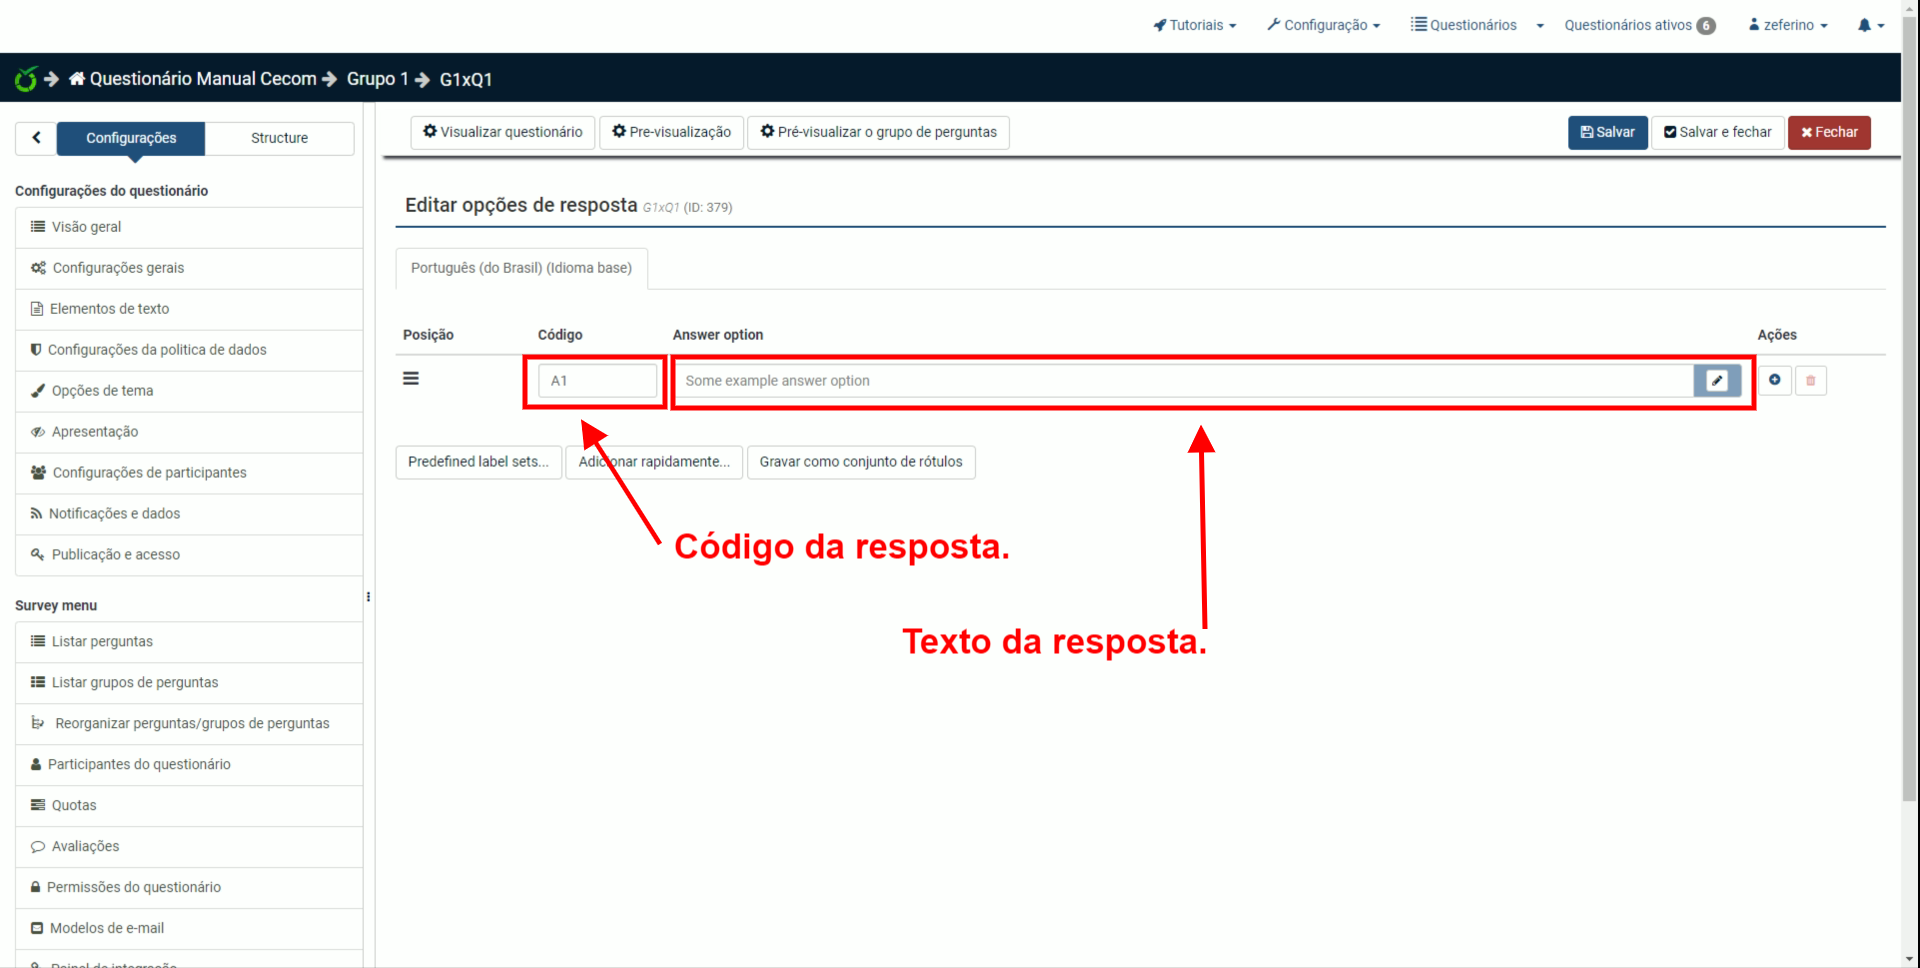 Tutoriais
Configuração
Questionários
Questionários ativos 6
zeferino
Questionário Manual Cecom
Grupo 1
G1xQ1
Configurações
Structure
Visualizar questionário
Pre-visualização
Pré-visualizar o grupo de perguntas
Salvar
Salvar e fechar
Fechar
Configurações do questionário
Visão geral
Configurações gerais
Elementos de texto
Configurações da politica de dados
Opções de tema
Apresentação
Configurações de participantes
Notificações e dados
Publicação e acesso
Survey menu
Listar perguntas
Listar grupos de perguntas
Reorganizar perguntas/grupos de perguntas
Participantes do questionário
Quotas
Avaliações
Permissões do questionário
Modelos de e-mail
Painel de integração
Editar opções de resposta G1xQ1 (ID: 379)
Português (do Brasil) (Idioma base)
Posição
Código
Answer option
Ações
A1
Some example answer option
Predefined label sets...
Adicionar rapidamente...
Gravar como conjunto de rótulos
Código da resposta.
Texto da resposta.